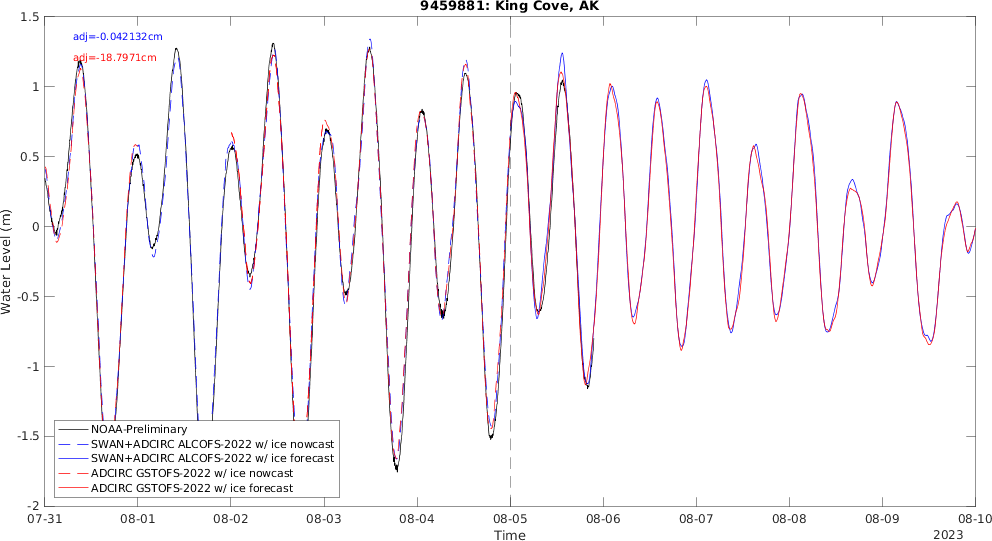 9459881: King Cove, AK
adj=-0.042132cm
adj=-18.7971cm
Water Level (m)
1.5
1
0.5
0
-0.5
-1
-1.5
-2
NOAA-Preliminary
SWAN+ADCIRC ALCOFS-2022 w/ ice nowcast
SWAN+ADCIRC ALCOFS-2022 w/ ice forecast
ADCIRC GSTOFS-2022 w/ ice nowcast
ADCIRC GSTOFS-2022 w/ ice forecast
07-31 08-01 08-02 08-03 08-04 08-05 08-06 08-07 08-08 08-09 08-10
Time
2023